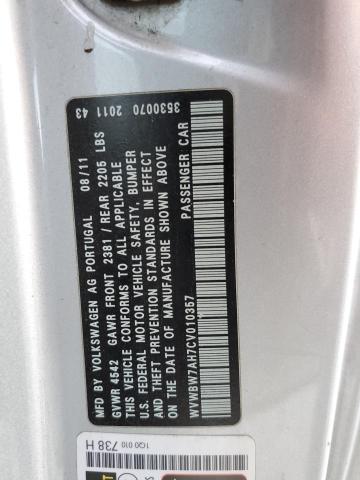 MFD BY VOLKSWAGEN AG PORTUGAL 08/11 3530070 2011 43
GVWR 4542 GAWR FRONT 2381 / REAR 2205 LBS
THIS VEHICLE CONFORMS TO ALL APPLICABLE
U.S. FEDERAL MOTOR VEHICLE SAFETY, BUMPER
& THEFT PREVENTION STANDARDS IN EFFECT
ON DATE OF MANUFACTURE SHOWN ABOVE.
PASSENGER CAR
WVWBW7AH7CV010357
1Q0 010 738 H